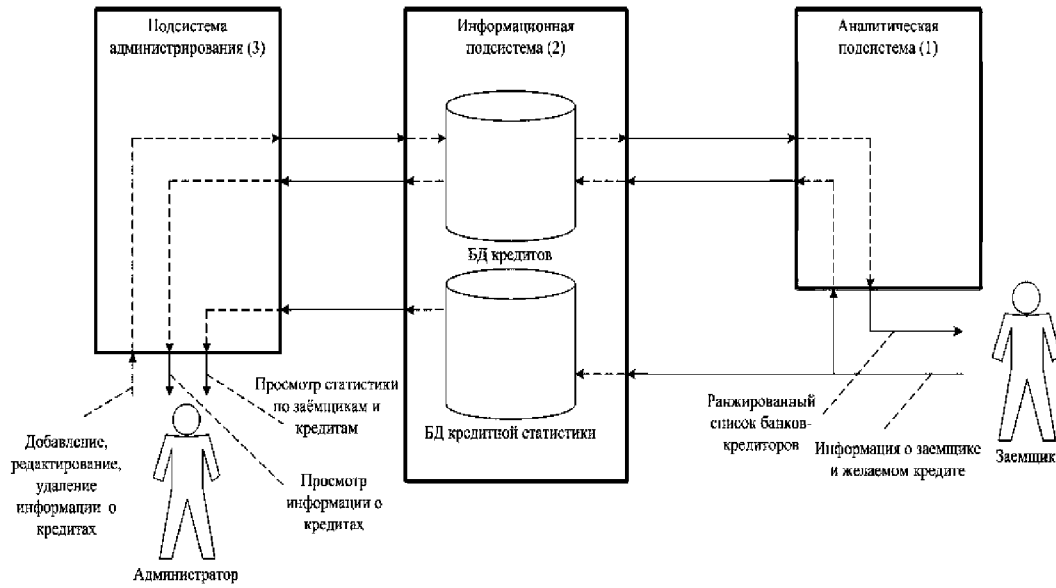 Подсистема
администрирования (3)
Информационная
подсистема (2)
Аналитическая
подсистема (1)
БД кредитов
БД кредитной статистики
Просмотр статистики
по заёмщикам и
кредитам
Добавление,
редактирование,
удаление
информации о
кредитах
Просмотр
информации о
кредитах
Администратор
Ранжированный
список банков-
кредиторов
Информация о заемщике
и желаемом кредите
Заемщик